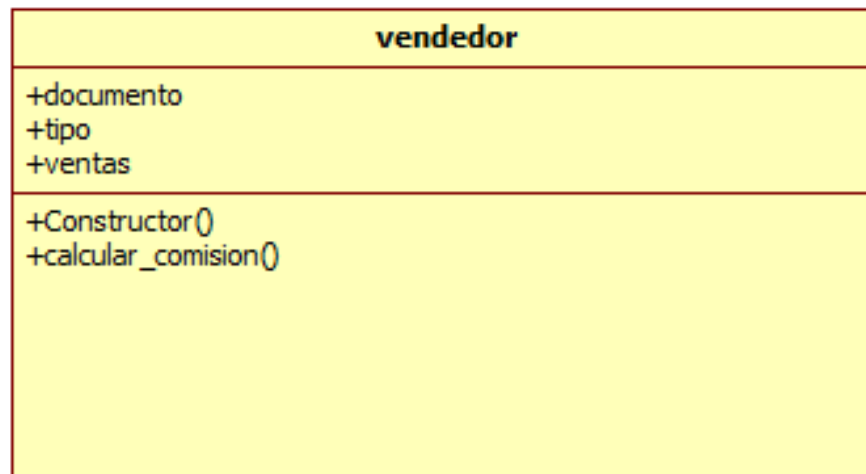 vendedor
+documento
+tipo
+ventas
+Constructor()
+calcular_comision()